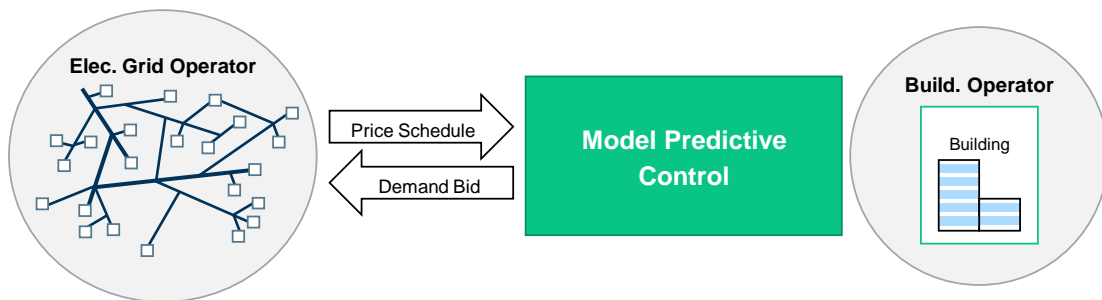 Elec. Grid Operator
Price Schedule
Demand Bid
Model Predictive
Control
Build. Operator
Building